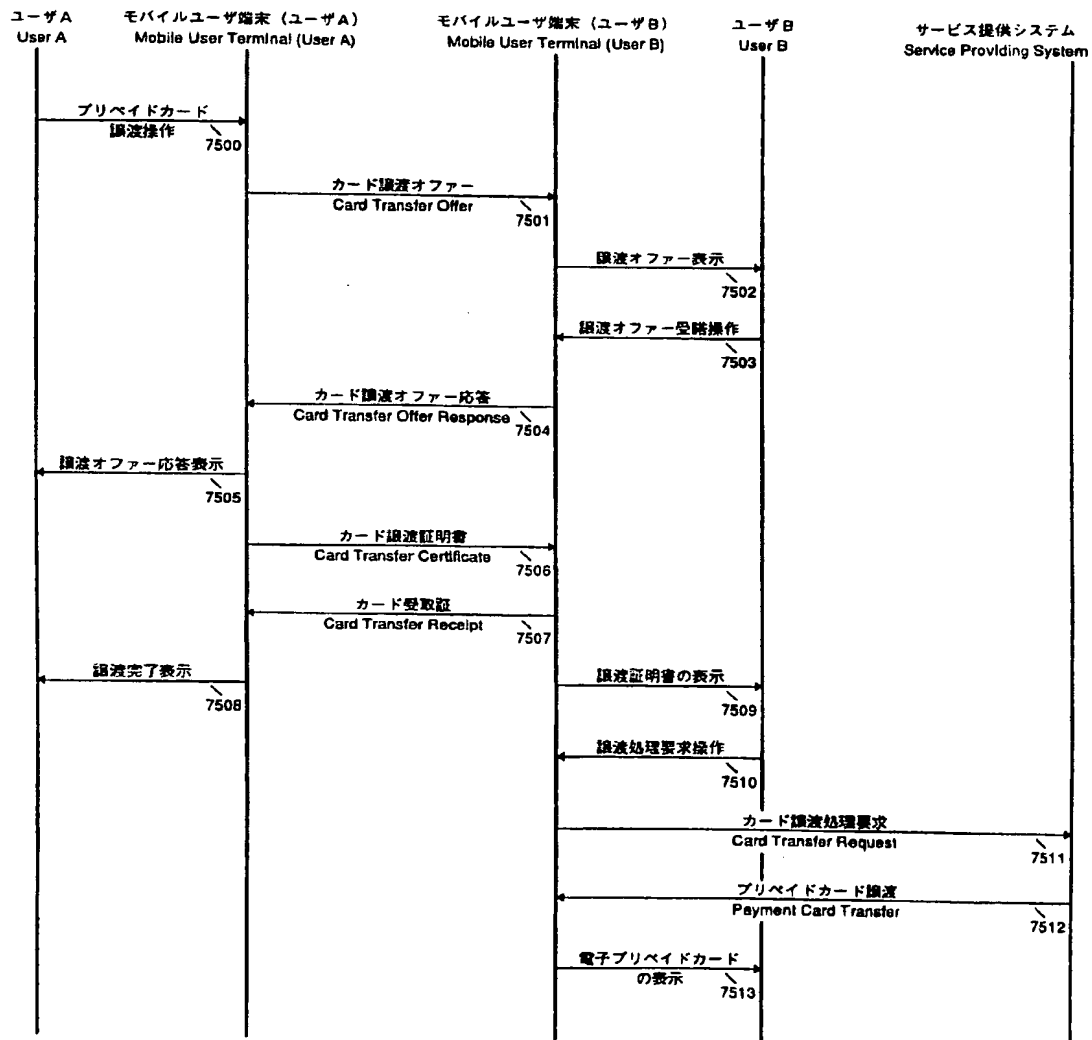 ユーザA
User A
モバイルユーザ端末（ユーザA）
Mobile User Terminal (User A)
モバイルユーザ端末（ユーザB）
Mobile User Terminal (User B)
ユーザB
User B
サービス提供システム
Service Providing System
プリペイドカード
譲渡操作
7500
カード譲渡オファー
Card Transfer Offer
7501
譲渡オファー表示
7502
譲渡オファー受諾操作
7503
カード譲渡オファー応答
Card Transfer Offer Response
7504
譲渡オファー応答表示
7505
カード譲渡証明書
Card Transfer Certificate
7506
カード受取証
Card Transfer Receipt
7507
譲渡完了表示
7508
譲渡証明書の表示
7509
譲渡処理要求操作
7510
カード譲渡処理要求
Card Transfer Request
7511
プリペイドカード譲渡
Payment Card Transfer
7512
電子プリペイドカード
の表示
7513